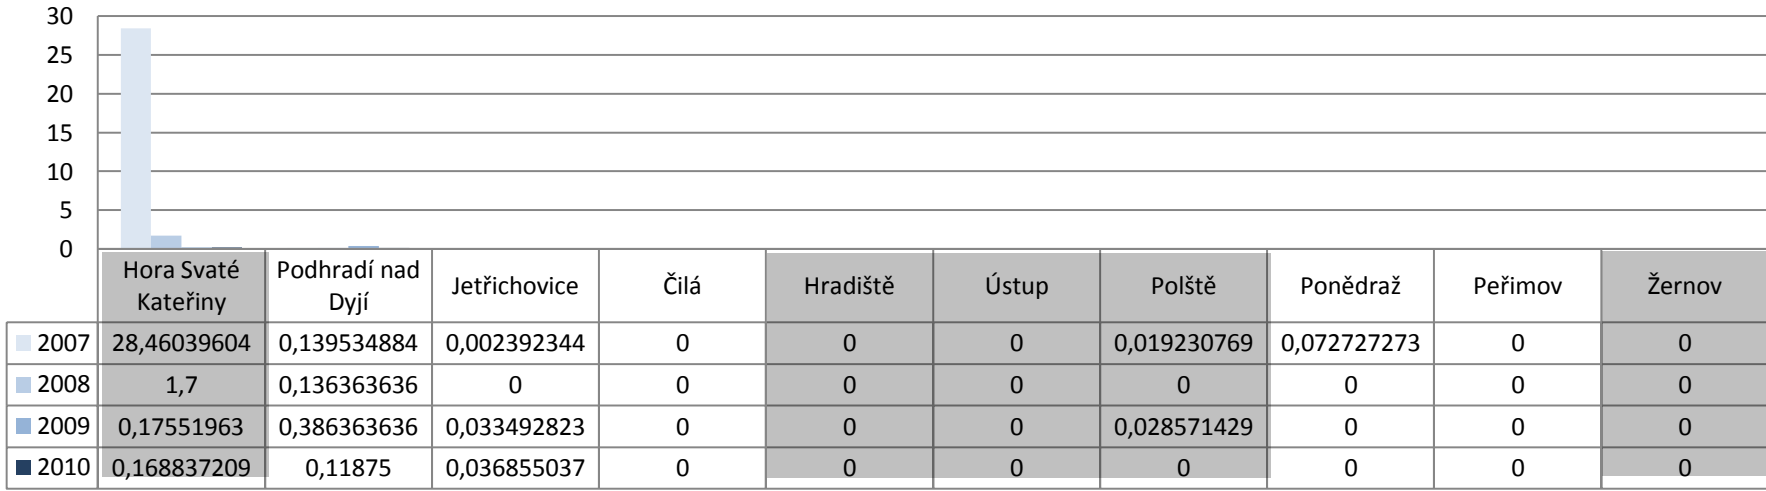 30
25
20
15
10
5
0
Hora Svaté Kateřiny Podhradí nad Dyjí Jetřichovice Čilá Hradiště Ústup Polště Ponědraž Peřimov Žernov
2007 28,46039604 0,139534884 0,002392344 0 0 0 0,019230769 0,072727273 0 0
2008 1,7 0,136363636 0 0 0 0 0 0 0 0
2009 0,17551963 0,386363636 0,033492823 0 0 0 0,028571429 0 0 0
2010 0,168837209 0,11875 0,036855037 0 0 0 0 0 0 0